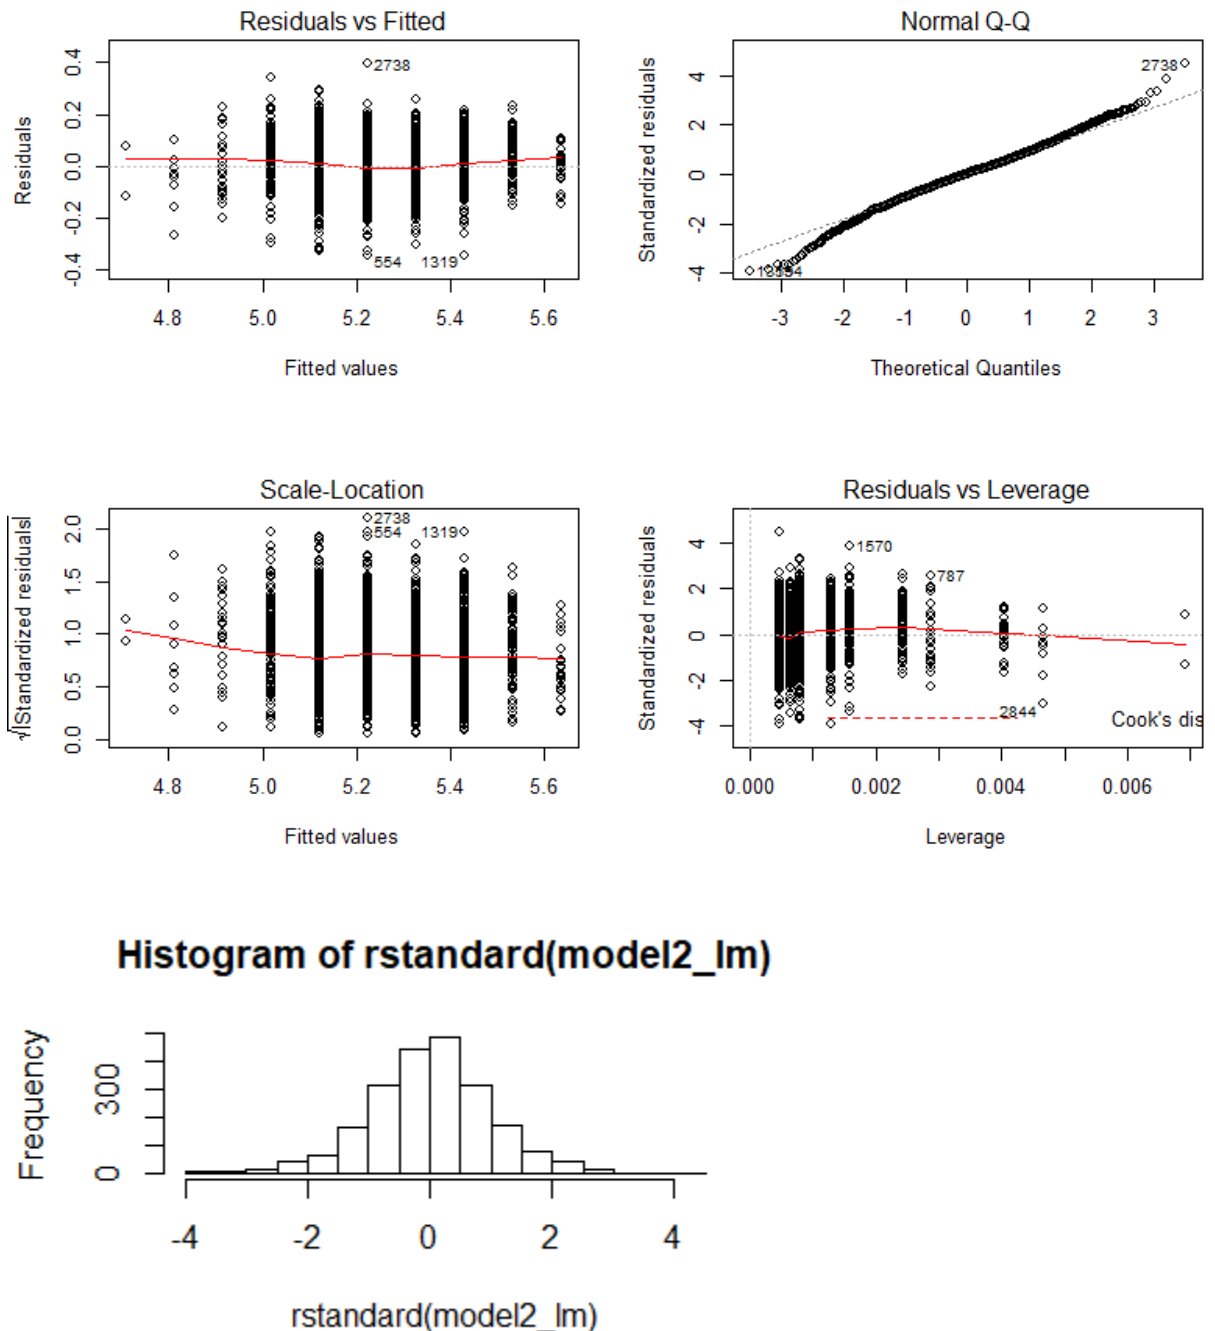 Residuals vs Fitted
Residuals
0.4
0.2
0.0
-0.2
-0.4
2738
554
1319
4.8 5.0 5.2 5.4 5.6
Fitted values
Normal Q-Q
Standardized residuals
4
2
0
-2
-4
2738
-3 -2 -1 0 1 2 3
Theoretical Quantiles
Scale-Location
√|Standardized residuals|
2.0
1.5
1.0
0.5
0.0
2738
554
1319
4.8 5.0 5.2 5.4 5.6
Fitted values
Residuals vs Leverage
Standardized residuals
4
2
0
-2
-4
1570
787
2844
Cook's dis
0.000 0.002 0.004 0.006
Leverage
Histogram of rstandard(model2_lm)
Frequency
300
0
-4 -2 0 2 4
rstandard(model2_lm)